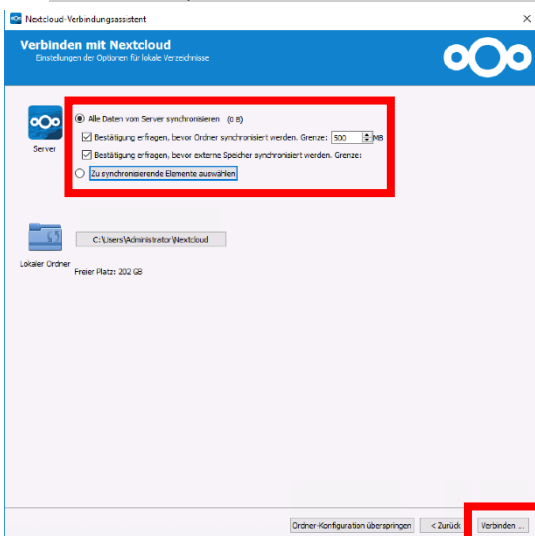 Nextcloud-Verbindungsassistent
Verbinden mit Nextcloud
Einstellungen der Optionen für lokale Verzeichnisse
Server
Alle Daten vom Server synchronisieren (0 B)
Bestätigung erfragen, bevor Ordner synchronisiert werden. Grenze: 500 MB
Bestätigung erfragen, bevor externe Speicher synchronisiert werden. Grenze:
Zu synchronisierende Elemente auswählen
C:\Users\Administrator\Nextcloud
Lokaler Ordner
Freier Platz: 202 GB
Ordner-Konfiguration überspringen < Zurück Verbinden ...